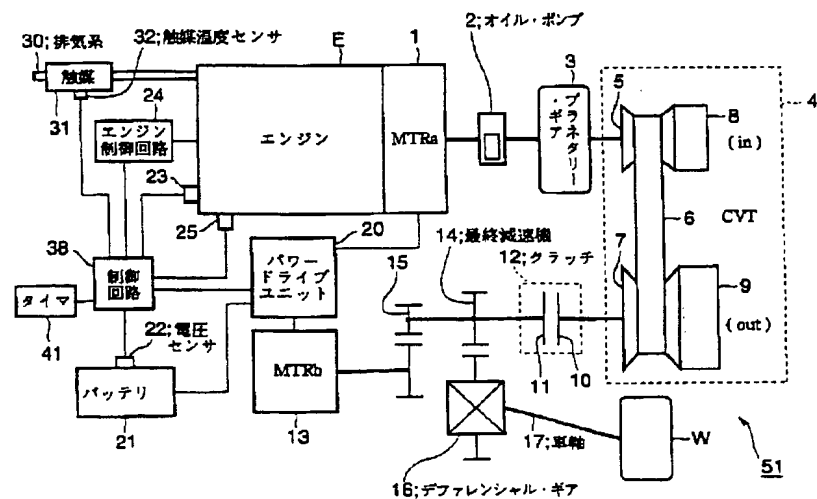 32;触媒温度センサ
30;排気系
触媒
31
24
エンジン
制御回路
23
25
E
1
エンジン
MTRa
2;オイル・ポンプ
3
プラネタリー
・ギア
4
5
8
(in)
6
CVT
7
9
(out)
38
制御
回路
タイマ
41
20
パワー
ドライブ
ユニット
22;電圧
センサ
バッテリ
21
MTRb
13
15
14;最終減速機
12;クラッチ
11
10
16;デファレンシャル・ギア
17;車軸
W
51